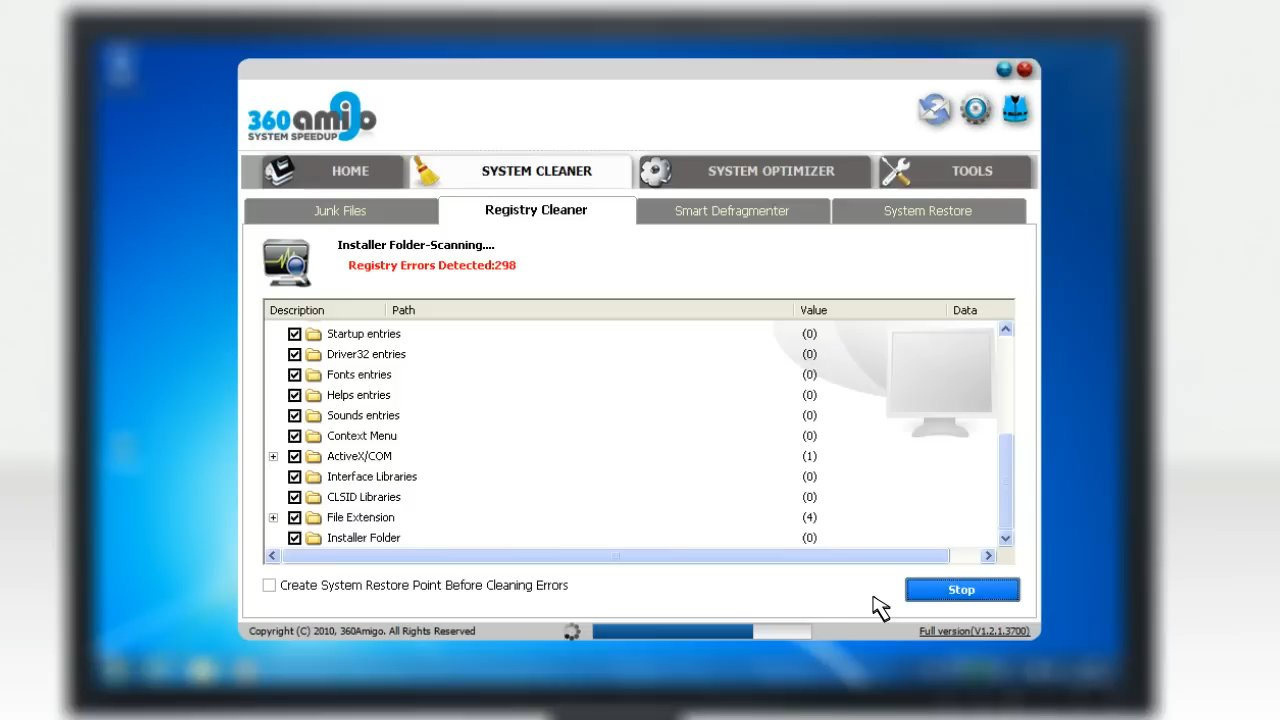 360amigo
SYSTEM SPEEDUP
HOME
SYSTEM CLEANER
SYSTEM OPTIMIZER
TOOLS
Junk Files
Registry Cleaner
Smart Defragmenter
System Restore
Installer Folder-Scanning....
Registry Errors Detected:298
Description Path Value Data
Startup entries (0)
Driver32 entries (0)
Fonts entries (0)
Helps entries (0)
Sounds entries (0)
Context Menu (0)
ActiveX/COM (1)
Interface Libraries (0)
CLSID Libraries (0)
File Extension (4)
Installer Folder (0)
Create System Restore Point Before Cleaning Errors
Stop
Copyright (C) 2010, 360Amigo. All Rights Reserved
Full version(V1.2.1.3700)